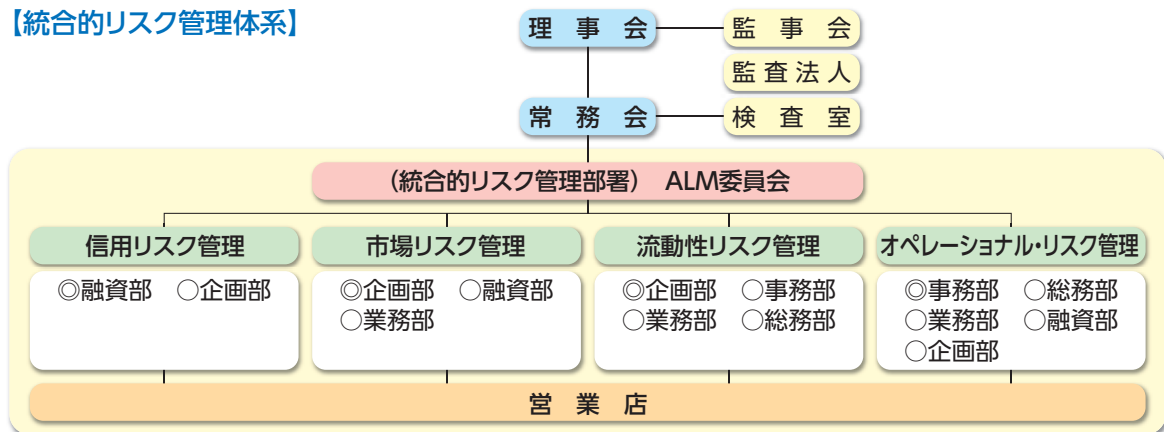 【統合的リスク管理体系】
理事会
監事会
監査法人
常務会
検査室
(統合的リスク管理部署) ALM委員会
信用リスク管理
◎融資部 ○企画部
市場リスク管理
◎企画部 ○融資部
○業務部
流動性リスク管理
◎企画部 ○事務部
○業務部 ○総務部
オペレーショナル・リスク管理
◎事務部 ○総務部
○業務部 ○融資部
○企画部
営業店